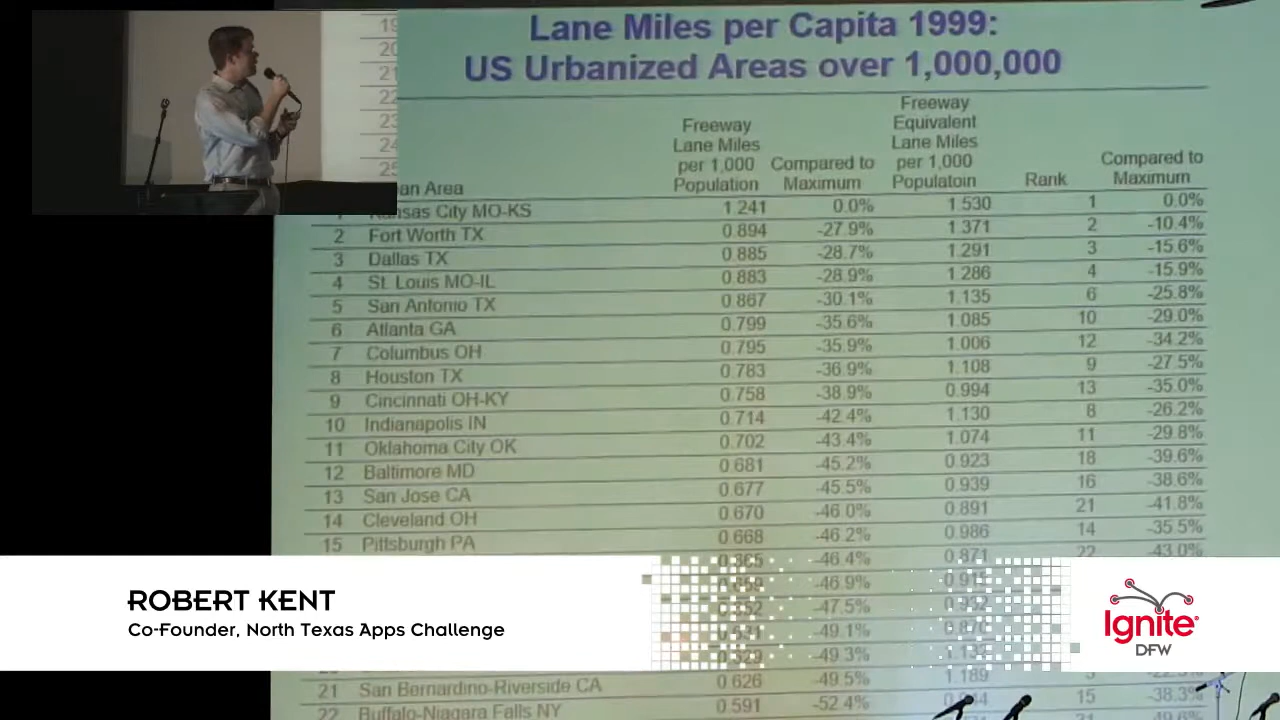 Lane Miles per Capita 1999:
US Urbanized Areas over 1,000,000
Freeway Lane Miles per 1,000 Population
Compared to Maximum
Freeway Equivalent Lane Miles per 1,000 Populatoin
Rank
Compared to Maximum
an Area
1 Kansas City MO-KS 1.241 0.0% 1.530 1 0.0%
2 Fort Worth TX 0.894 -27.9% 1.371 2 -10.4%
3 Dallas TX 0.885 -28.7% 1.291 3 -15.6%
4 St. Louis MO-IL 0.883 -28.9% 1.286 4 -15.9%
5 San Antonio TX 0.867 -30.1% 1.135 6 -25.8%
6 Atlanta GA 0.799 -35.6% 1.085 10 -29.0%
7 Columbus OH 0.795 -35.9% 1.006 12 -34.2%
8 Houston TX 0.783 -36.9% 1.108 9 -27.5%
9 Cincinnati OH-KY 0.758 -38.9% 0.994 13 -35.0%
10 Indianapolis IN 0.714 -42.4% 1.130 8 -26.2%
11 Oklahoma City OK 0.702 -43.4% 1.074 11 -29.8%
12 Baltimore MD 0.681 -45.2% 0.923 18 -39.6%
13 San Jose CA 0.677 -45.5% 0.939 16 -38.6%
14 Cleveland OH 0.670 -46.0% 0.891 21 -41.8%
15 Pittsburgh PA 0.668 -46.2% 0.986 14 -35.5%
-46.4% 0.871 22 -43.0%
-46.9%
-47.5%
-49.1%
-49.3%
21 San Bernardino-Riverside CA 0.626 -49.5% 1.189
22 Buffalo-Niagara Falls NY 0.591 -52.4% 15 -38.3%
ROBERT KENT
Co-Founder, North Texas Apps Challenge
Ignite
DFW